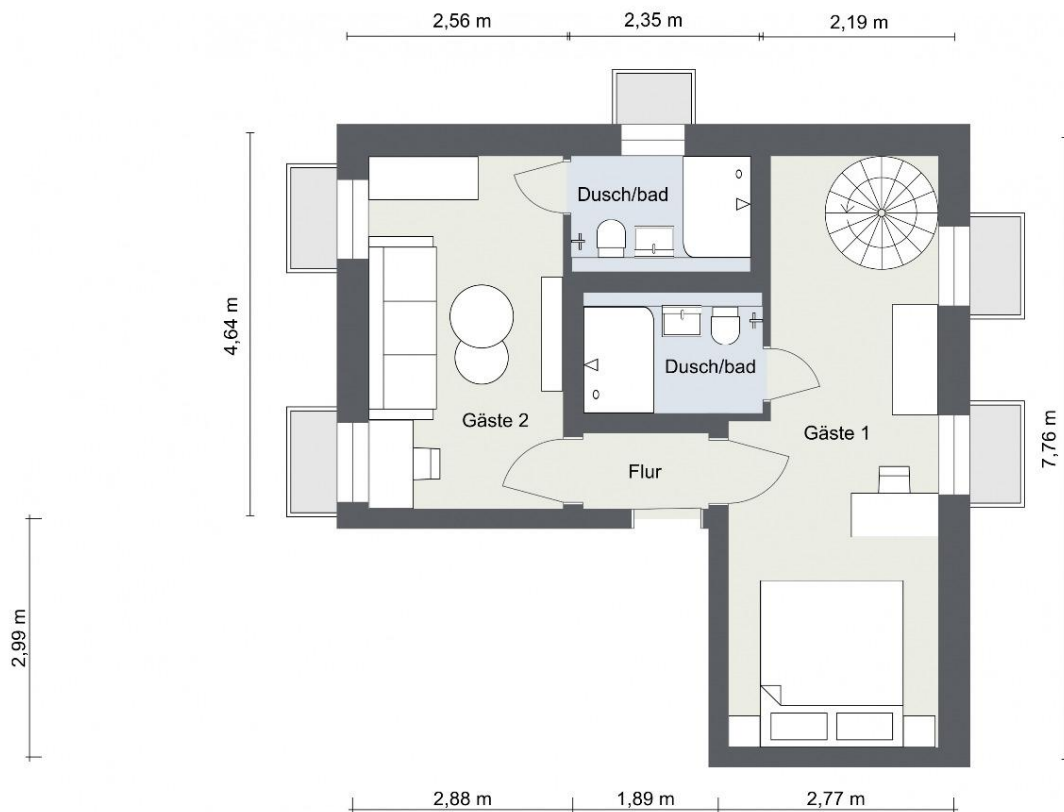 2,56 m
2,35 m
2,19 m
Dusch/bad
4,64 m
Dusch/bad
Gäste 2
Gäste 1
7,76 m
Flur
2,99 m
2,88 m
1,89 m
2,77 m